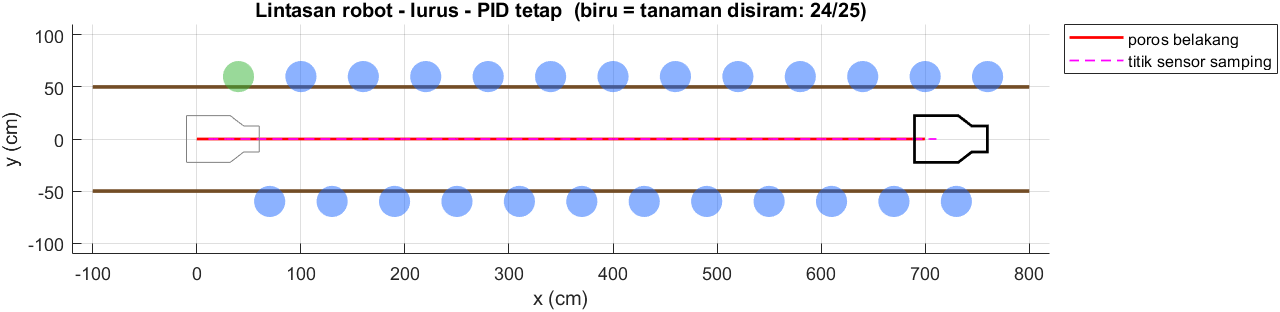 Lintasan robot - lurus - PID tetap  (biru = tanaman disiram: 24/25)
poros belakang
titik sensor samping
y (cm)
100
50
0
-50
-100
-100 0 100 200 300 400 500 600 700 800
x (cm)